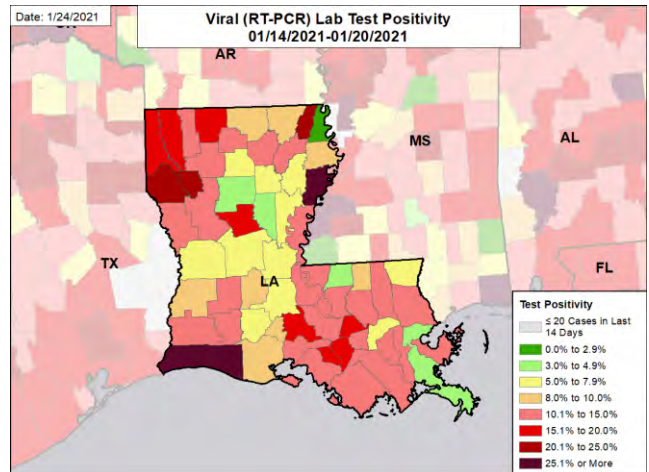 Date: 1/24/2021
Viral (RT-PCR) Lab Test Positivity
01/14/2021-01/20/2021
AR
MS
AL
TX
LA
FL
Test Positivity
≤ 20 Cases in Last
14 Days
0.0% to 2.9%
3.0% to 4.9%
5.0% to 7.9%
8.0% to 10.0%
10.1% to 15.0%
15.1% to 20.0%
20.1% to 25.0%
25.1% or More